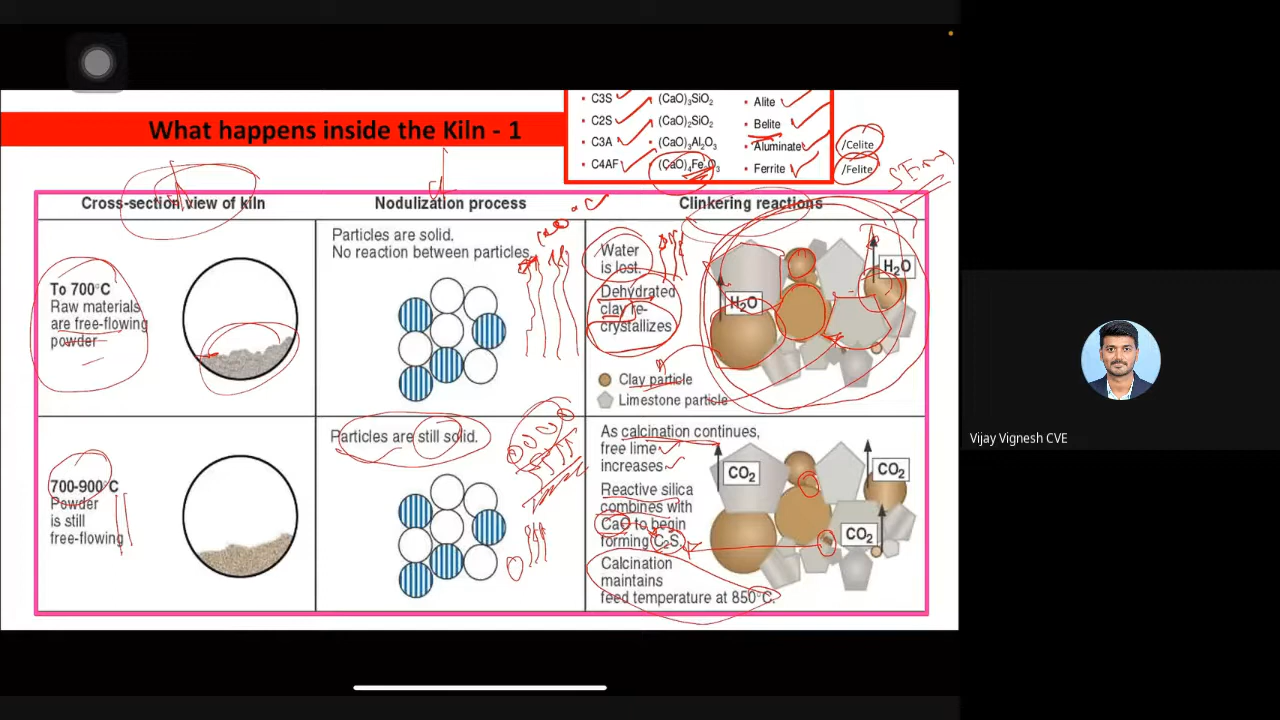 C3S
(CaO)3SiO2
Alite
C2S
(CaO)2SiO2
Belite
C3A
(CaO)3Al2O3
Aluminate
/Celite
C4AF
(CaO)4Fe2O3
Ferrite
/Felite
What happens inside the Kiln - 1
Cross-section view of kiln
Nodulization process
Clinkering reactions
To 700°C
Raw materials
are free-flowing
powder
Particles are solid.
No reaction between particles.
Water
is lost.
Dehydrated
clay re-
crystallizes
H2O
H2O
Clay particle
Limestone particle
700-900°C
Powder
is still
free-flowing
Particles are still solid.
As calcination continues,
free lime
increases
Reactive silica
combines with
CaO to begin
forming C2S.
Calcination
maintains
feed temperature at 850°C.
CO2
CO2
CO2
Vijay Vignesh CVE